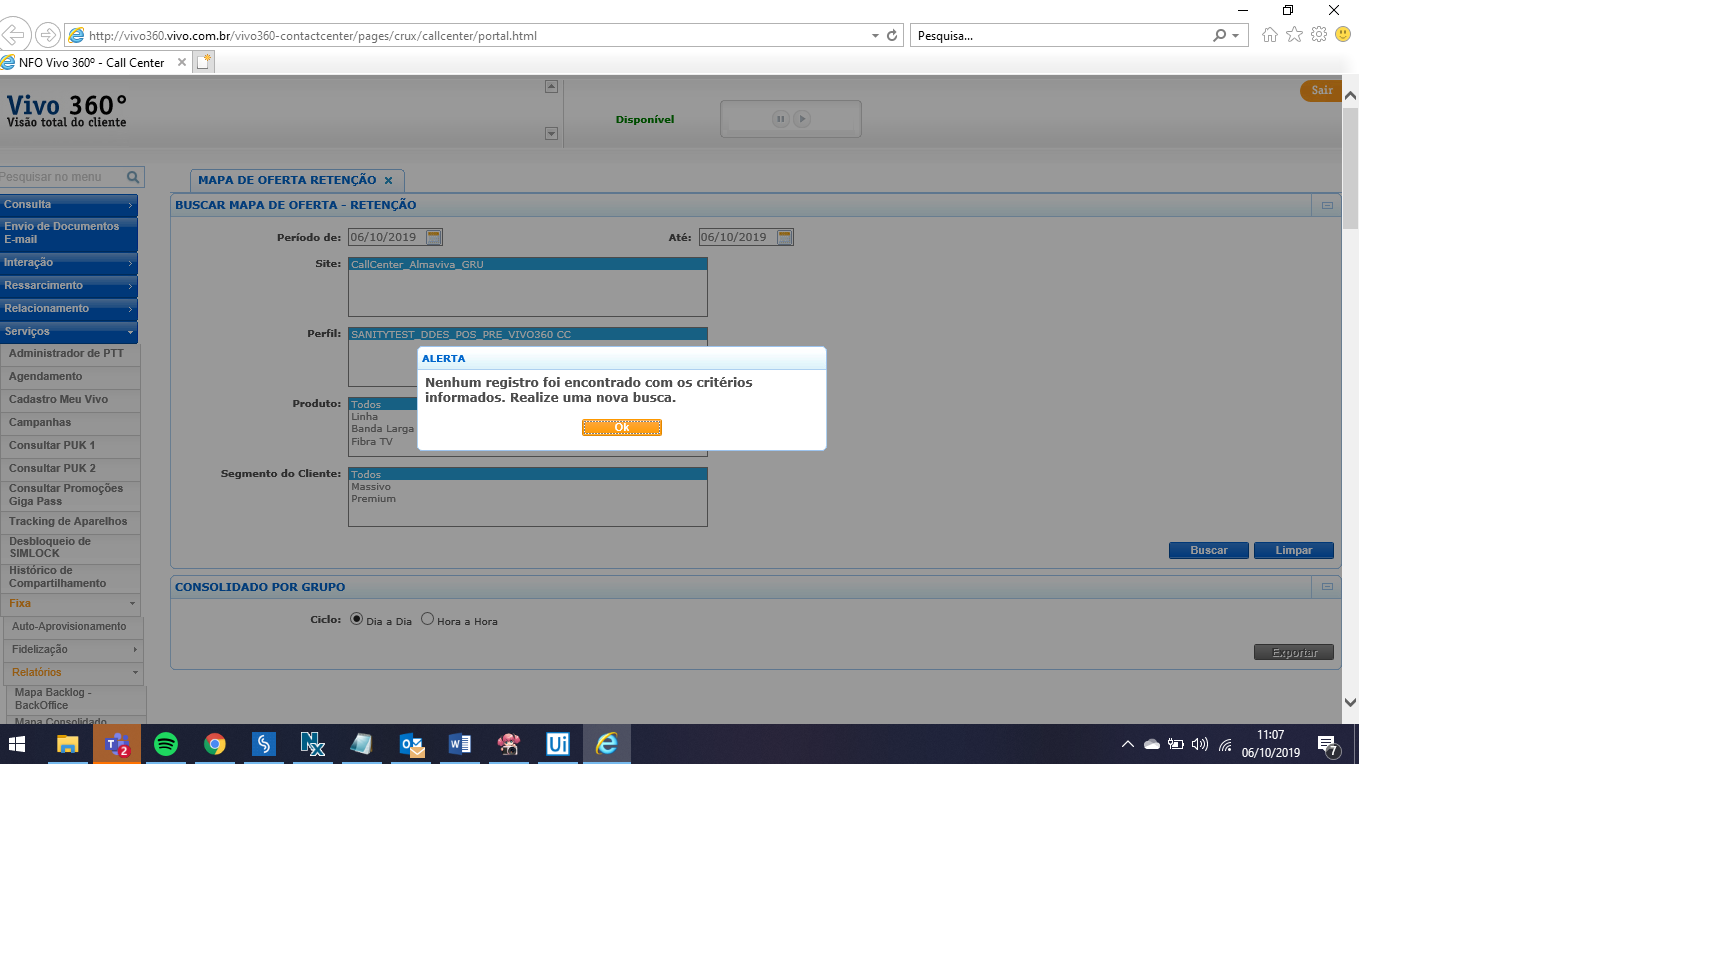 http://vivo360.vivo.com.br/vivo360-contactcenter/pages/crux/callcenter/portal.html
Pesquisa...
NFO Vivo 360º - Call Center
Vivo 360°
Visão total do cliente
Disponível
Sair
Pesquisar no menu
MAPA DE OFERTA RETENÇÃO
Consulta
Envio de Documentos
E-mail
Interação
Ressarcimento
Relacionamento
Serviços
Administrador de PTT
Agendamento
Cadastro Meu Vivo
Campanhas
Consultar PUK 1
Consultar PUK 2
Consultar Promoções
Giga Pass
Tracking de Aparelhos
Desbloqueio de
SIMLOCK
Histórico de
Compartilhamento
Fixa
Auto-Aprovisionamento
Fidelização
Relatórios
Mapa Backlog -
BackOffice
Mapa Consolidado
BUSCAR MAPA DE OFERTA - RETENÇÃO
Período de: 06/10/2019
Até: 06/10/2019
Site: CallCenter_Almaviva_GRU
Perfil: SANITYTEST_DDES_POS_PRE_VIVO360 CC
ALERTA
Nenhum registro foi encontrado com os critérios
informados. Realize uma nova busca.
Ok
Produto: Todos
Linha
Banda Larga
Fibra TV
Segmento do Cliente: Todos
Massivo
Premium
Buscar
Limpar
CONSOLIDADO POR GRUPO
Ciclo: Dia a Dia Hora a Hora
Exportar
T 2
S
Nx
W
Ui
11:07
06/10/2019
7